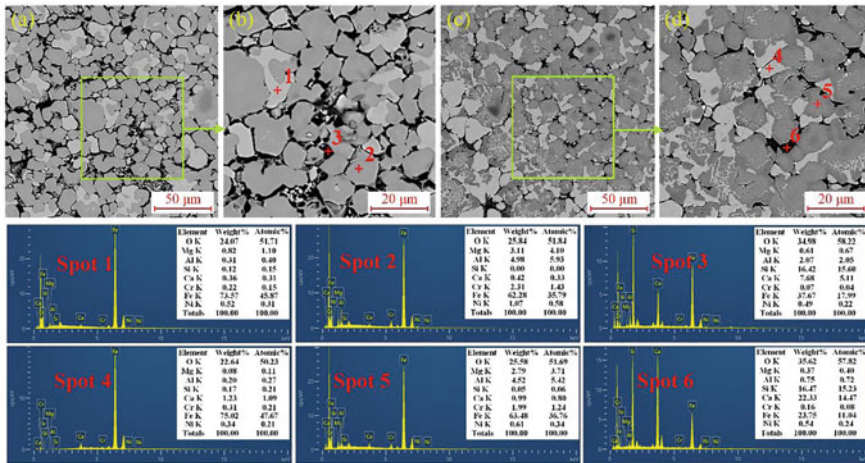 (a)
(b)
(c)
(d)
1
3
2
4
5
6
50 μm
20 μm
50 μm
20 μm
Spot 1
Element Weight% Atomic%
O K 24.07 51.71
Mg K 0.82 1.10
Al K 0.31 0.40
Si K 0.12 0.15
Ca K 0.36 0.31
Cr K 0.22 0.15
Fe K 73.57 45.87
Ni K 0.52 0.31
Totals 100.00 100.00
Spot 2
Element Weight% Atomic%
O K 25.84 51.84
Mg K 3.11 4.10
Al K 4.98 5.93
Si K 0.00 0.00
Ca K 0.42 0.33
Cr K 2.31 1.43
Fe K 62.28 35.79
Ni K 1.07 0.58
Totals 100.00 100.00
Spot 3
Element Weight% Atomic%
O K 34.98 58.22
Mg K 0.61 0.67
Al K 2.07 2.05
Si K 16.42 15.60
Ca K 7.68 5.11
Cr K 0.07 0.04
Fe K 37.67 17.99
Ni K 0.49 0.22
Totals 100.00 100.00
Spot 4
Element Weight% Atomic%
O K 22.64 50.23
Mg K 0.08 0.11
Al K 0.20 0.27
Si K 0.17 0.21
Ca K 1.23 1.09
Cr K 0.31 0.21
Fe K 75.02 47.67
Ni K 0.34 0.21
Totals 100.00 100.00
Spot 5
Element Weight% Atomic%
O K 25.58 51.69
Mg K 2.79 3.71
Al K 4.52 5.42
Si K 0.05 0.06
Ca K 0.99 0.80
Cr K 1.99 1.24
Fe K 63.48 36.76
Ni K 0.61 0.34
Totals 100.00 100.00
Spot 6
Element Weight% Atomic%
O K 35.62 57.82
Mg K 0.37 0.40
Al K 0.75 0.72
Si K 16.47 15.23
Ca K 22.33 14.47
Cr K 0.16 0.08
Fe K 23.75 11.04
Ni K 0.54 0.24
Totals 100.00 100.00